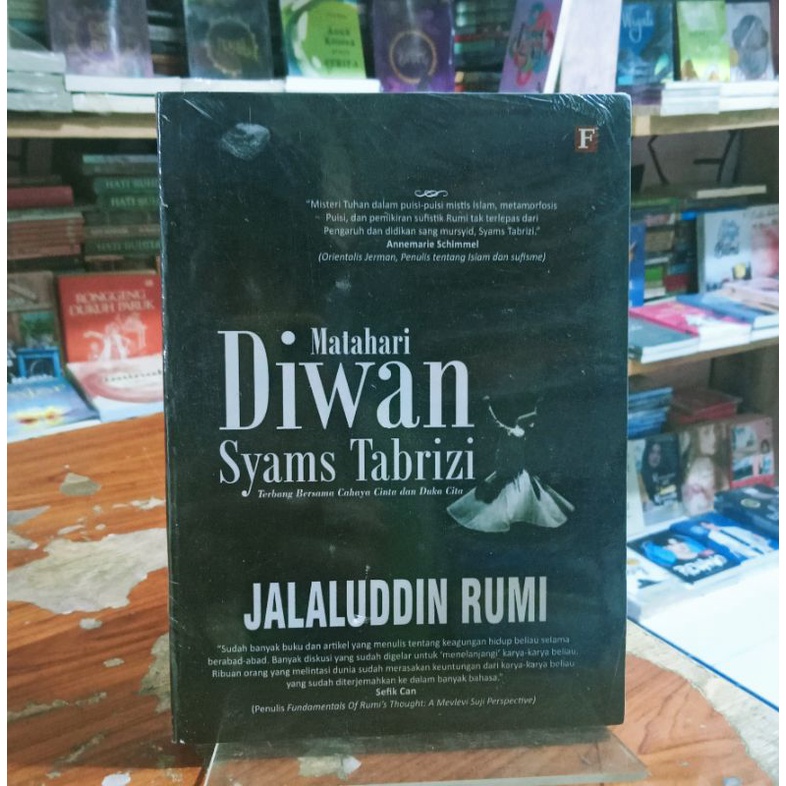 F
"Misteri Tuhan dalam puisi-puisi mistis Islam, metamorfosis
Puisi, dan pemikiran sufistik Rumi tak terlepas dari
Pengaruh dan didikan sang mursyid, Syams Tabrizi."
Annemarie Schimmel
(Orientalis Jerman, Penulis tentang Islam dan sufisme)
Matahari
Diwan
Syams Tabrizi
Terbang Bersama Cahaya Cinta dan Duka Cita
JALALUDDIN RUMI
"Sudah banyak buku dan artikel yang menulis tentang keagungan hidup beliau selama
berabad-abad. Banyak diskusi yang sudah digelar untuk 'menelanjangi' karya-karya beliau.
Ribuan orang yang melintasi dunia sudah merasakan keuntungan dari karya-karya beliau
yang sudah diterjemahkan ke dalam banyak bahasa."
Sefik Can
(Penulis Fundamentals Of Rumi's Thought: A Mevlevi Suji Perspective)
RONGGENG
DUKUH PARUK